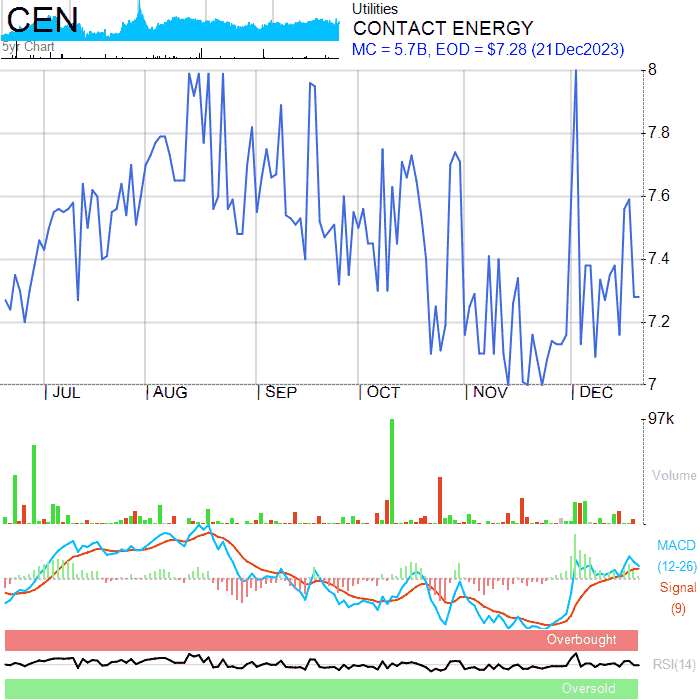 CEN
5yr Chart
Utilities
CONTACT ENERGY
MC = 5.7B, EOD = $7.28 (21Dec2023)
8
7.8
7.6
7.4
7.2
7
JUL
AUG
SEP
OCT
NOV
DEC
97k
Volume
MACD
(12-26)
Signal
(9)
Overbought
RSI(14)
Oversold